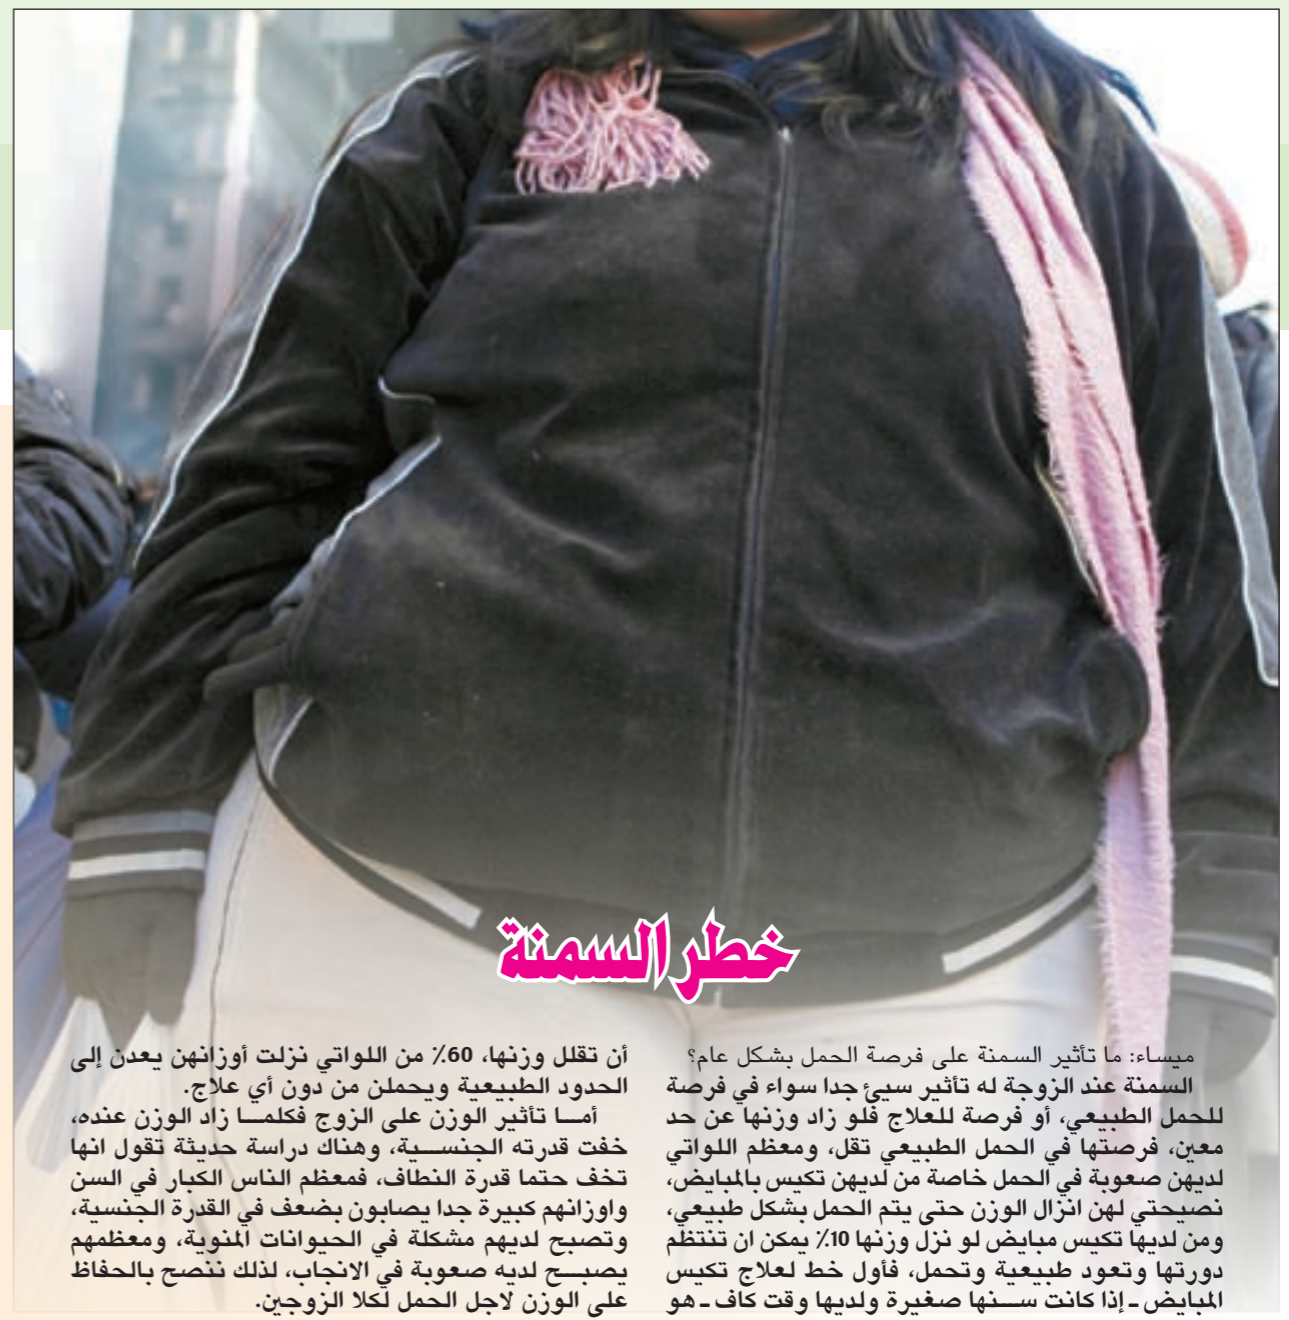 خطر السمنة
ميساء: ما تأثير السمنة على فرصة الحمل بشكل عام؟
السمنة عند الزوجة له تأثير سيئ جدا سواء في فرصة
للحمل الطبيعي، أو فرصة للعلاج فلو زاد وزنها عن حد
معين، فرصتها في الحمل الطبيعي تقل، ومعظم اللواتي
لديهن صعوبة في الحمل خاصة من لديهن تكيس بالمبايض،
نصيحتي لهن انزال الوزن حتى يتم الحمل بشكل طبيعي،
ومن لديها تكيس مبايض لو نزل وزنها 10٪ يمكن ان تنتظم
دورتها وتعود طبيعية وتحمل، فأول خط لعلاج تكيس
المبايض ـ إذا كانت سنها صغيرة ولديها وقت كاف ـ هو
أن تقلل وزنها، 60٪ من اللواتي نزلت أوزانهن يعدن إلى
الحدود الطبيعية ويحملن من دون أي علاج.
أما تأثير الوزن على الزوج فكلما زاد الوزن عنده،
خفت قدرته الجنسية، وهناك دراسة حديثة تقول انها
تخف حتما قدرة النطاف، فمعظم الناس الكبار في السن
واوزانهم كبيرة جدا يصابون بضعف في القدرة الجنسية،
وتصبح لديهم مشكلة في الحيوانات المنوية، ومعظمهم
يصبح لديه صعوبة في الانجاب، لذلك ننصح بالحفاظ
على الوزن لاجل الحمل لكلا الزوجين.